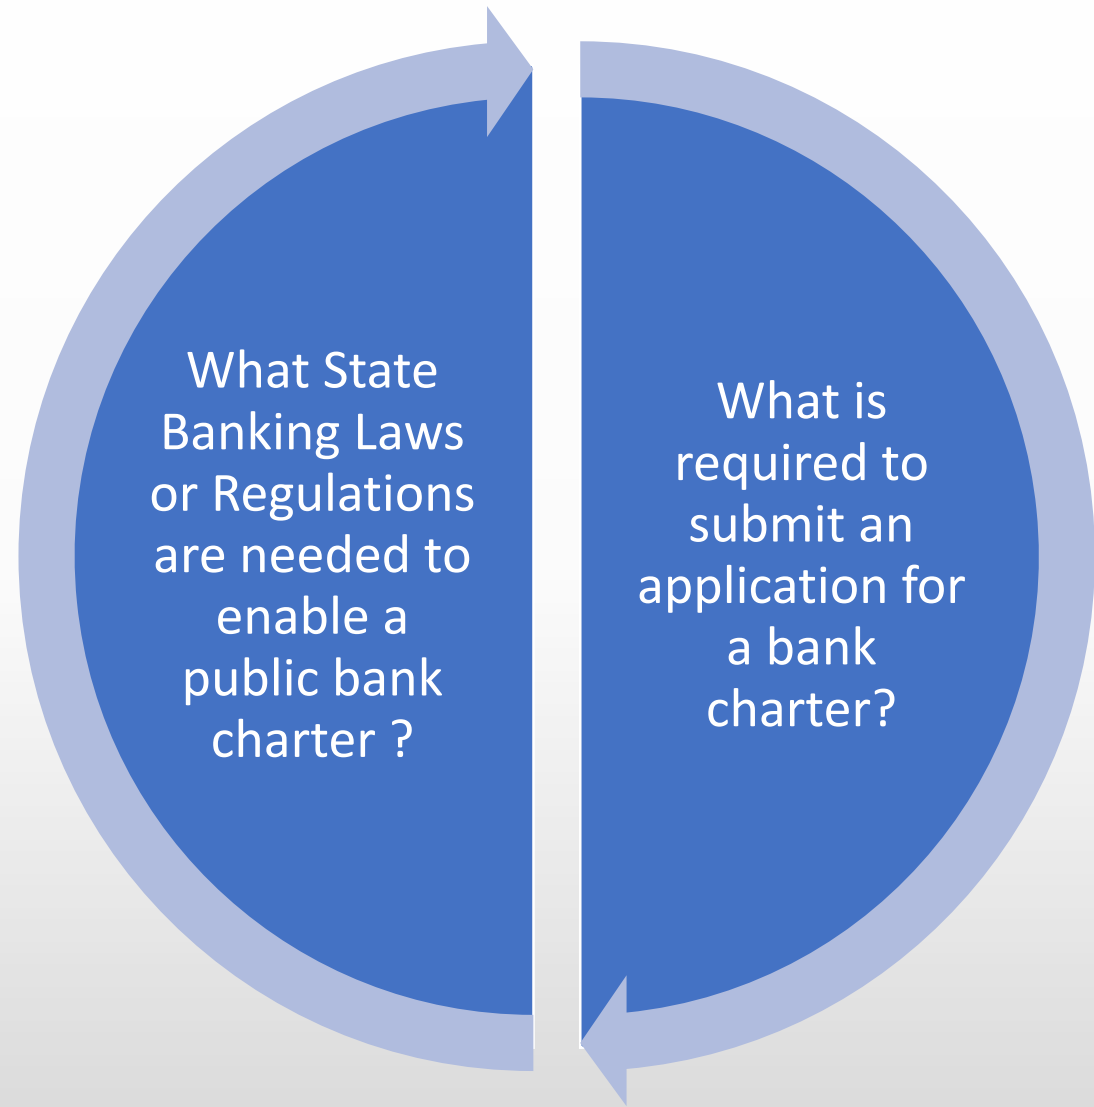 What State
Banking Laws
or Regulations
are needed to
enable a
public bank
charter ?
What is
required to
submit an
application for
a bank
charter?